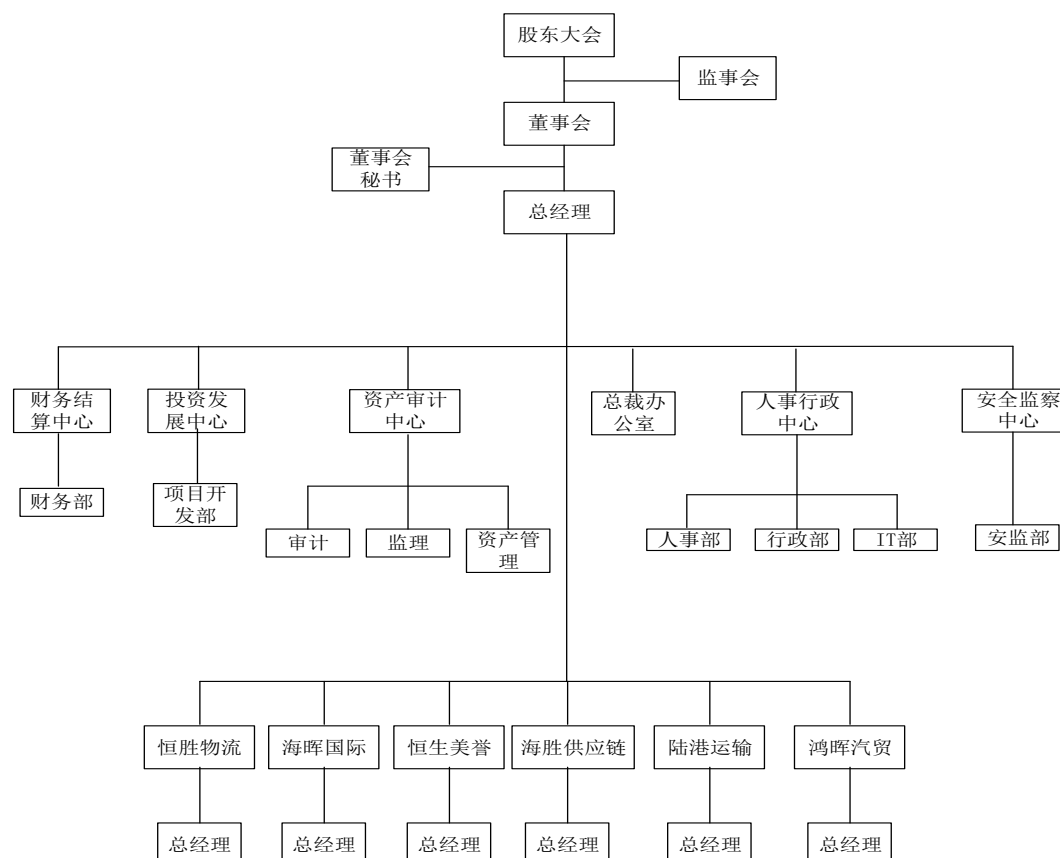 股东大会
监事会
董事会
董事会
秘书
总经理
财务结
算中心
投资发
展中心
资产审计
中心
总裁办
公室
人事行政
中心
安全监察
中心
财务部
项目开
发部
审计
监理
资产管
理
人事部
行政部
IT部
安监部
恒胜物流
海晖国际
恒生美誉
海胜供应链
陆港运输
鸿晖汽贸
总经理
总经理
总经理
总经理
总经理
总经理